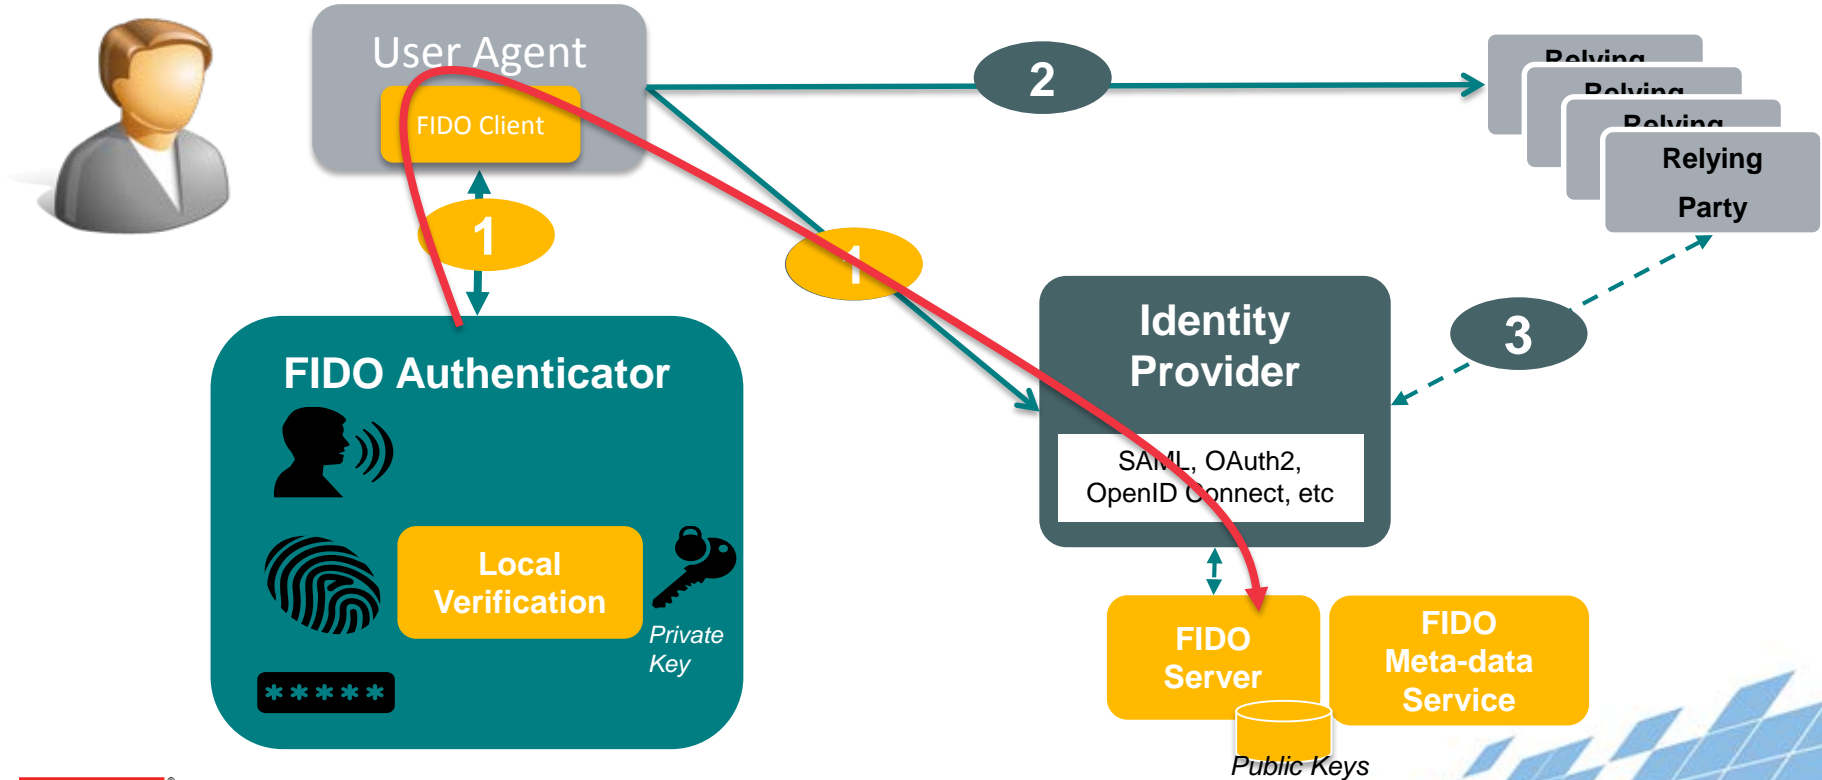 User Agent
FIDO Client
2
Relying
Relying
Relying
Relying
Party
1
1
Identity
Provider
3
SAML, OAuth2,
OpenID Connect, etc
FIDO Authenticator
Local
Verification
Private
Key
*****
FIDO
Server
FIDO
Meta-data
Service
Public Keys
®